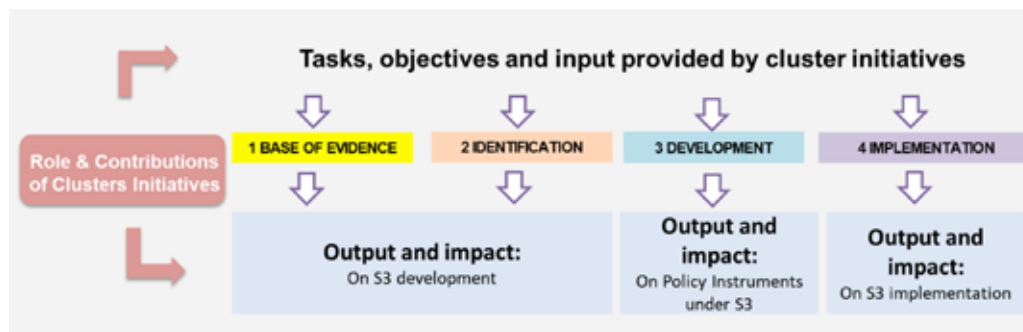 Tasks, objectives and input provided by cluster initiatives
Role & Contributions
of Clusters Initiatives
1 BASE OF EVIDENCE
2 IDENTIFICATION
3 DEVELOPMENT
4 IMPLEMENTATION
Output and impact:
On S3 development
Output and
impact:
On Policy Instruments
under S3
Output and
impact:
On S3 implementation